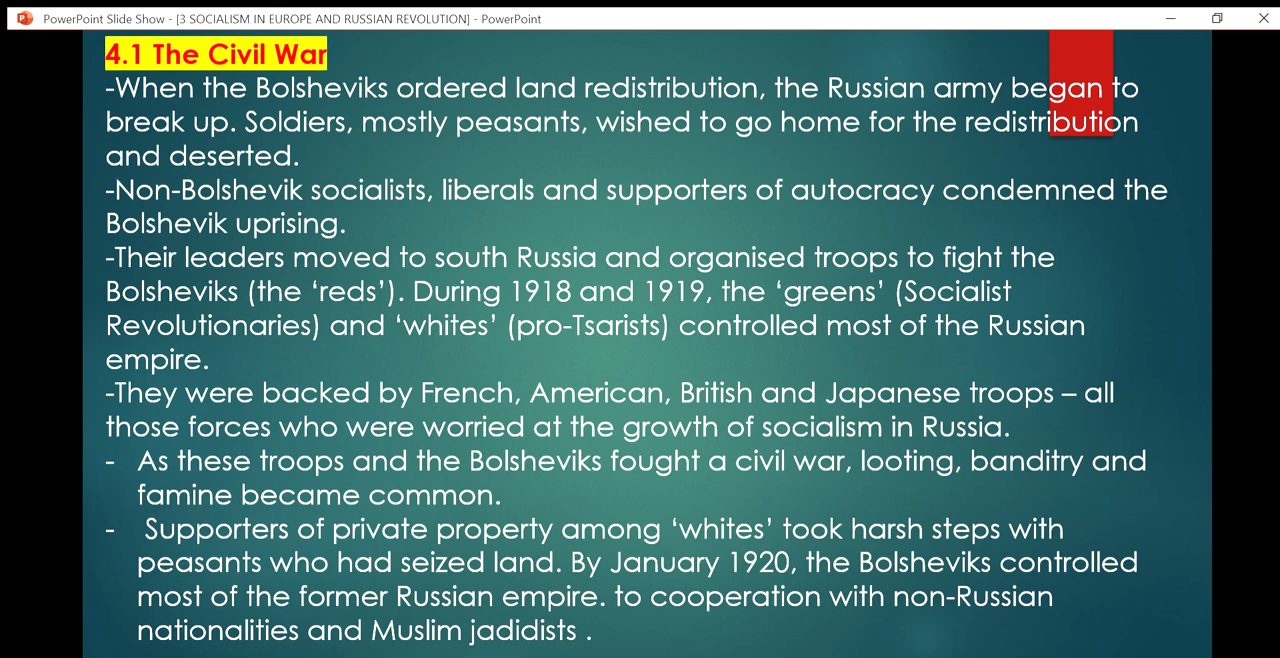 PowerPoint Slide Show - [3 SOCIALISM IN EUROPE AND RUSSIAN REVOLUTION] - PowerPoint
4.1 The Civil War
-When the Bolsheviks ordered land redistribution, the Russian army began to
break up. Soldiers, mostly peasants, wished to go home for the redistribution
and deserted.
-Non-Bolshevik socialists, liberals and supporters of autocracy condemned the
Bolshevik uprising.
-Their leaders moved to south Russia and organised troops to fight the
Bolsheviks (the ‘reds’). During 1918 and 1919, the ‘greens’ (Socialist
Revolutionaries) and ‘whites’ (pro-Tsarists) controlled most of the Russian
empire.
-They were backed by French, American, British and Japanese troops – all
those forces who were worried at the growth of socialism in Russia.
- As these troops and the Bolsheviks fought a civil war, looting, banditry and
famine became common.
- Supporters of private property among ‘whites’ took harsh steps with
peasants who had seized land. By January 1920, the Bolsheviks controlled
most of the former Russian empire. to cooperation with non-Russian
nationalities and Muslim jadidists .